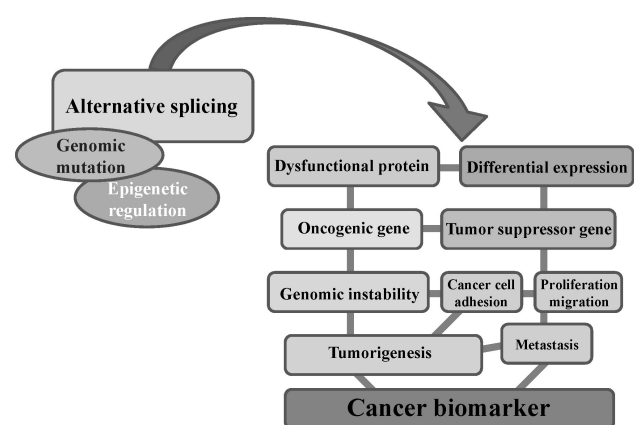 Alternative splicing
Genomic
mutation
Epigenetic
regulation
Dysfunctional protein
Differential expression
Oncogenic gene
Tumor suppressor gene
Genomic instability
Cancer cell
adhesion
Proliferation
migration
Tumorigenesis
Metastasis
Cancer biomarker